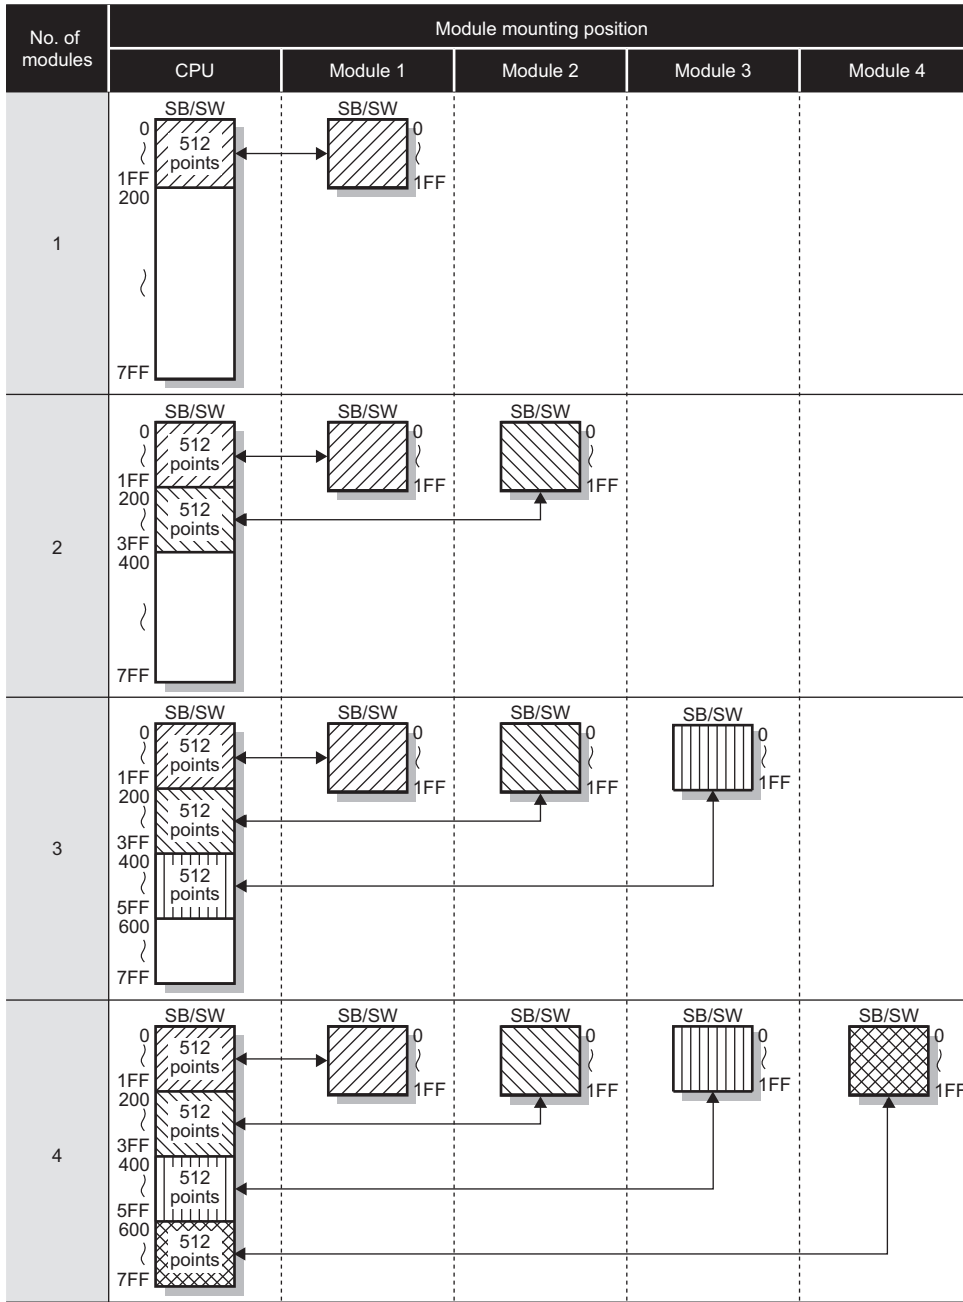 No. of
modules
Module mounting position
CPU
Module 1
Module 2
Module 3
Module 4
1
SB/SW
0
~
1FF
200
~
7FF
512
points
SB/SW
0
~
1FF
2
SB/SW
0
~
1FF
200
~
3FF
400
~
7FF
512
points
512
points
SB/SW
0
~
1FF
SB/SW
0
~
1FF
3
SB/SW
0
~
1FF
200
~
3FF
400
~
5FF
600
~
7FF
512
points
512
points
512
points
SB/SW
0
~
1FF
SB/SW
0
~
1FF
SB/SW
0
~
1FF
4
SB/SW
0
~
1FF
200
~
3FF
400
~
5FF
600
~
7FF
512
points
512
points
512
points
512
points
SB/SW
0
~
1FF
SB/SW
0
~
1FF
SB/SW
0
~
1FF
SB/SW
0
~
1FF